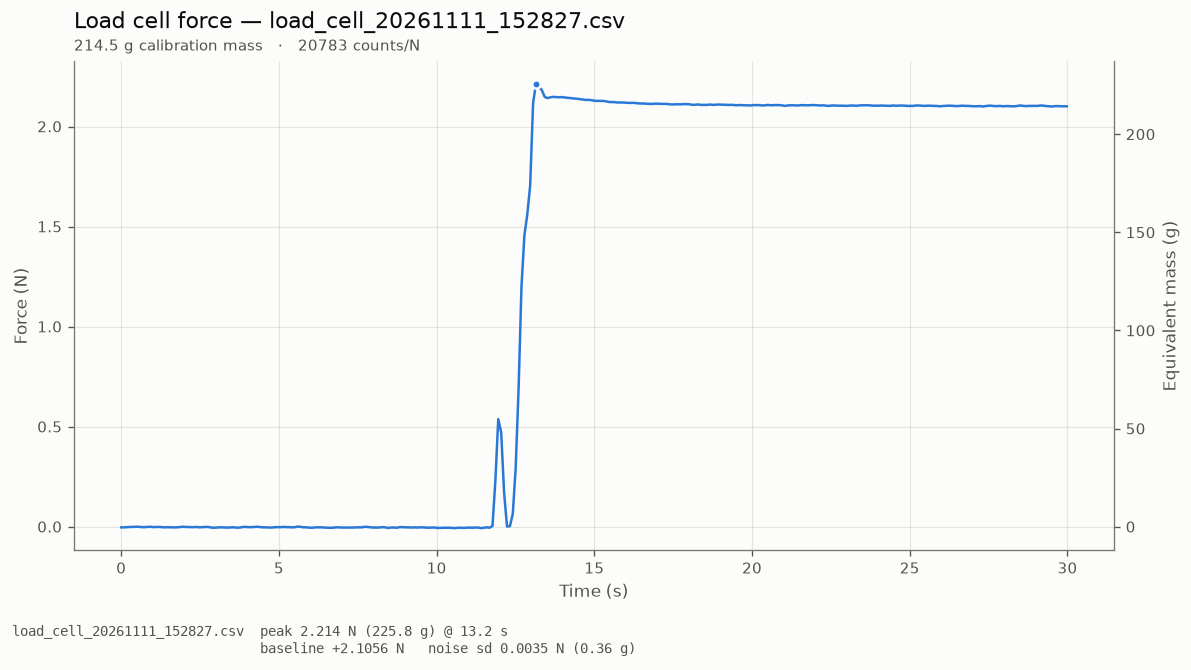 Load cell force — load_cell_20261111_152827.csv
214.5 g calibration mass · 20783 counts/N
Force (N)
2.0
1.5
1.0
0.5
0.0
200
150
100
50
0
Equivalent mass (g)
0 5 10 15 20 25 30
Time (s)
load_cell_20261111_152827.csv peak 2.214 N (225.8 g) @ 13.2 s
baseline +2.1056 N noise sd 0.0035 N (0.36 g)